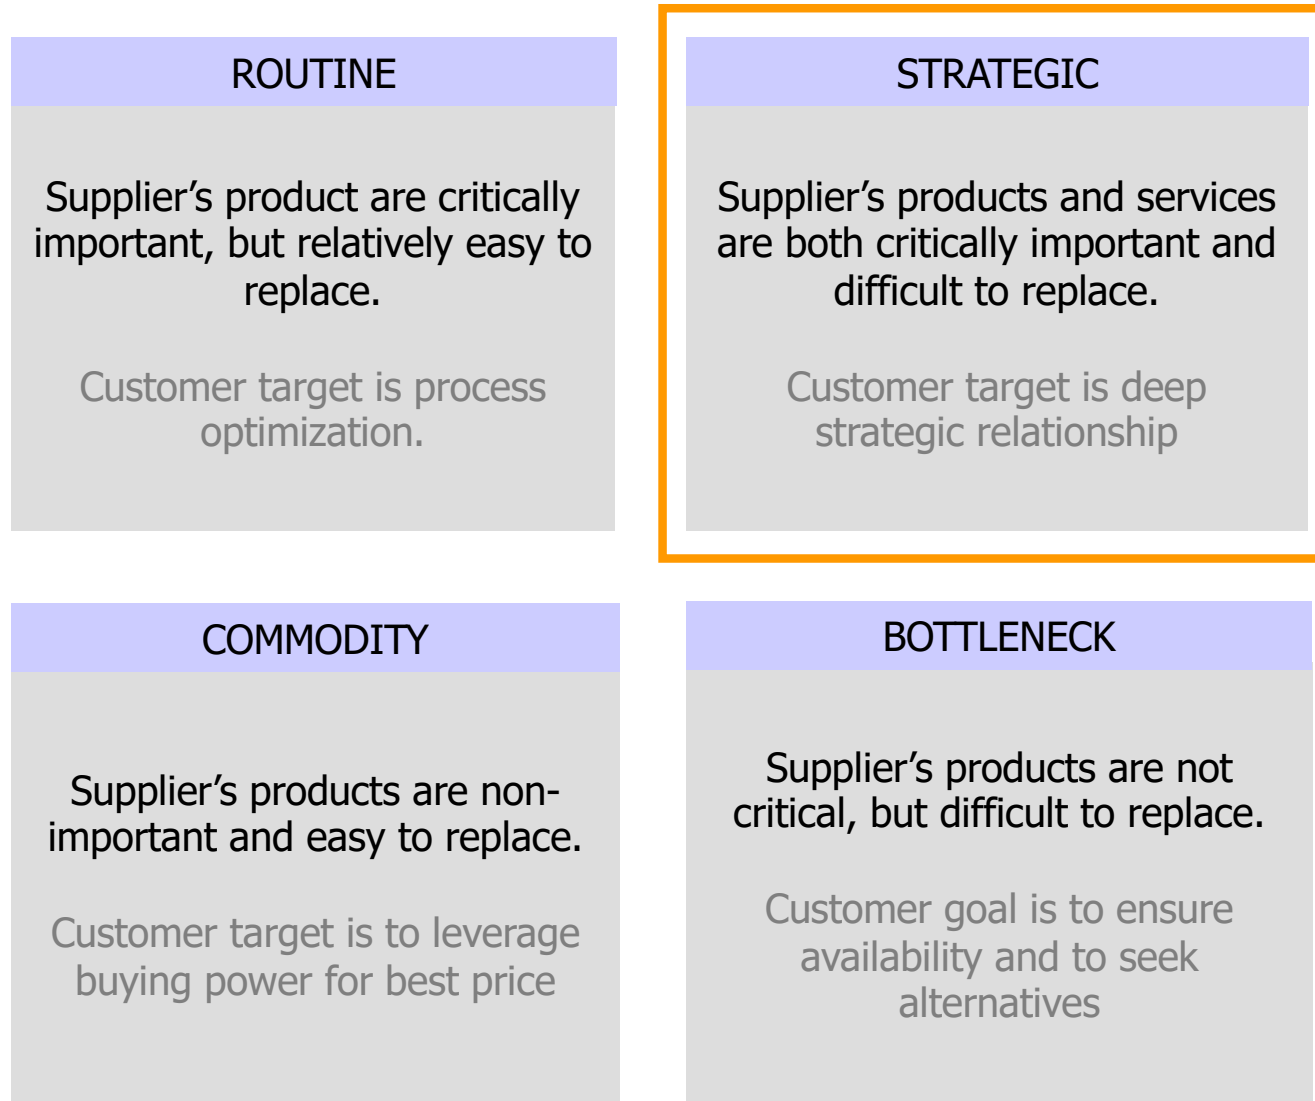 ROUTINE
Supplier’s product are critically
important, but relatively easy to
replace.
Customer target is process
optimization.
STRATEGIC
Supplier’s products and services
are both critically important and
difficult to replace.
Customer target is deep
strategic relationship
COMMODITY
Supplier’s products are non-
important and easy to replace.
Customer target is to leverage
buying power for best price
BOTTLENECK
Supplier’s products are not
critical, but difficult to replace.
Customer goal is to ensure
availability and to seek
alternatives